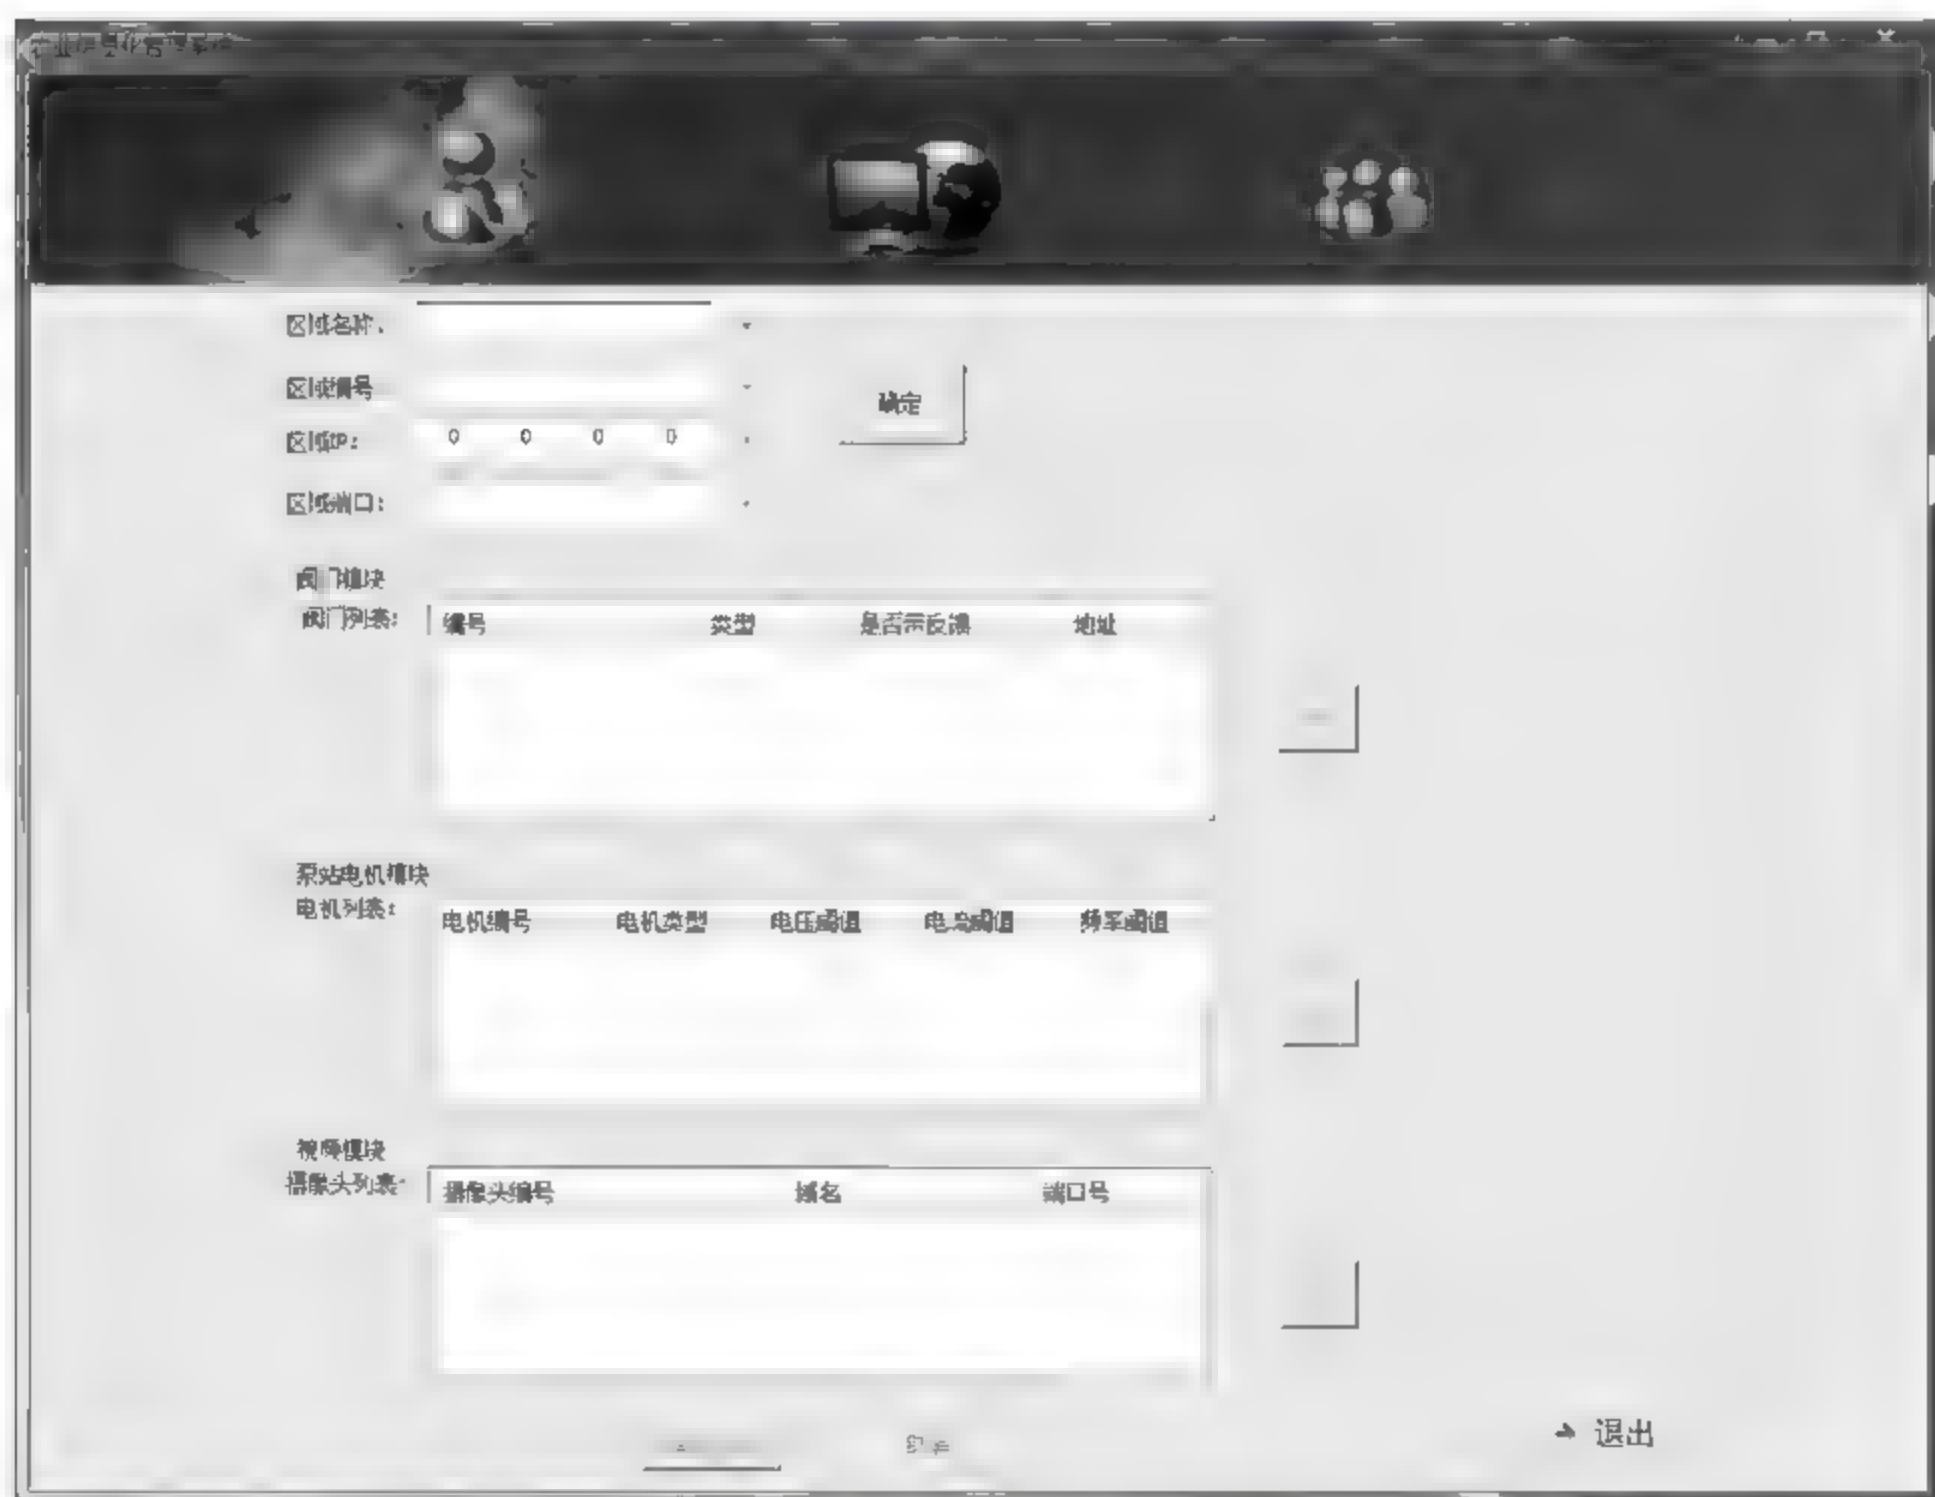 区域名称:
区域编号
确定
区域IP:
0 0 0 0
区域端口:
阀门模块
阀门列表:
编号 类型 是否带反馈 地址
泵站电机模块
电机列表:
电机编号 电机类型 电压阈值 电流阈值 频率阈值
视频模块
摄像头列表:
摄像头编号 域名 端口号
退出